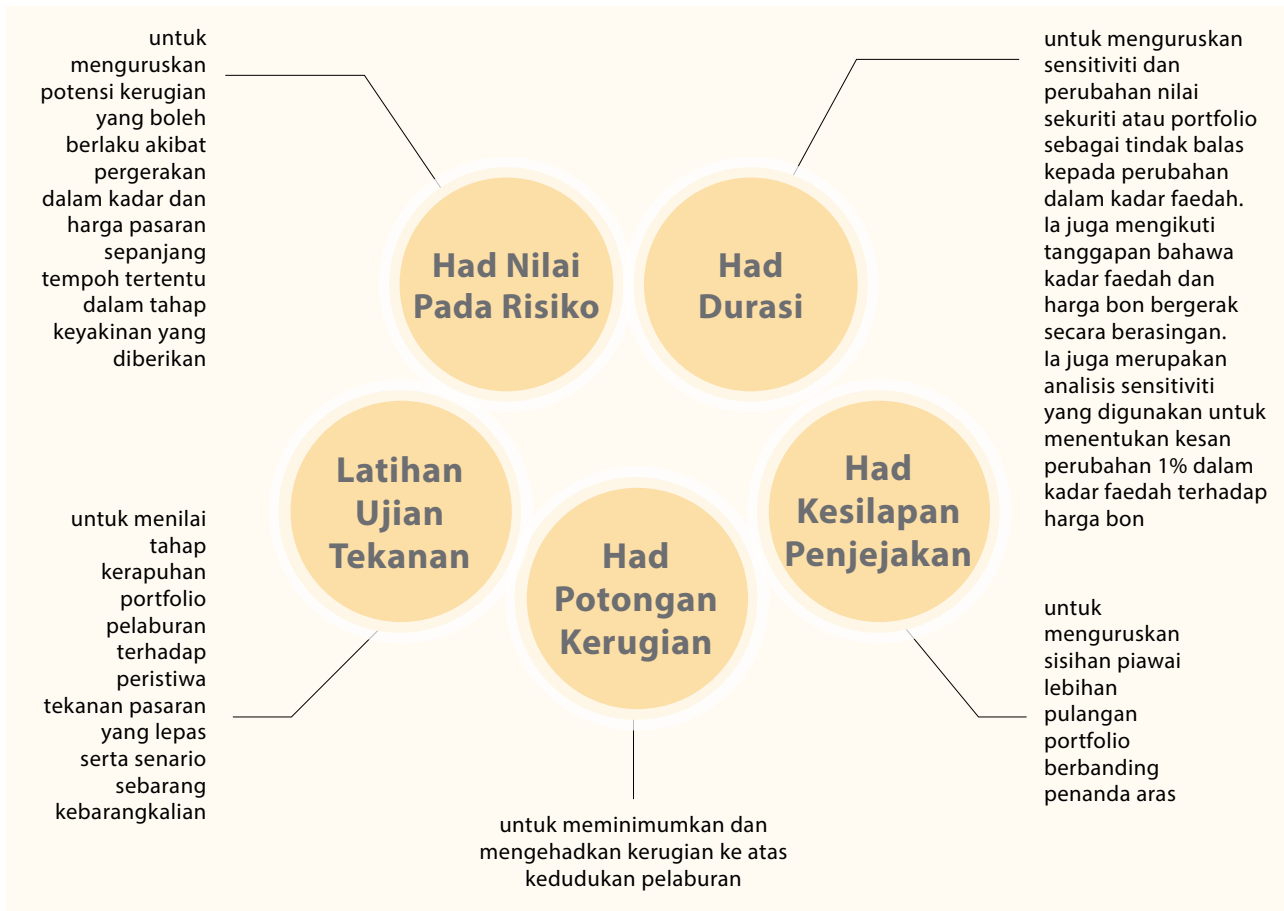 untuk
menguruskan
potensi kerugian
yang boleh
berlaku akibat
pergerakan
dalam kadar dan
harga pasaran
sepanjang
tempoh tertentu
dalam tahap
keyakinan yang
diberikan
Had Nilai
Pada Risiko
Had
Durasi
untuk menguruskan
sensitiviti dan
perubahan nilai
sekuriti atau portfolio
sebagai tindak balas
kepada perubahan
dalam kadar faedah.
Ia juga mengikuti
tanggapan bahawa
kadar faedah dan
harga bon bergerak
secara berasingan.
Ia juga merupakan
analisis sensitiviti
yang digunakan untuk
menentukan kesan
perubahan 1% dalam
kadar faedah terhadap
harga bon
Latihan
Ujian
Tekanan
untuk menilai
tahap
kerapuhan
portfolio
pelaburan
terhadap
peristiwa
tekanan pasaran
yang lepas
serta senario
sebarang
kebarangkalian
Had
Potongan
Kerugian
untuk meminimumkan dan
mengehadkan kerugian ke atas
kedudukan pelaburan
Had
Kesilapan
Penjejakan
untuk
menguruskan
sisihan piawai
lebihan
pulangan
portfolio
berbanding
penanda aras